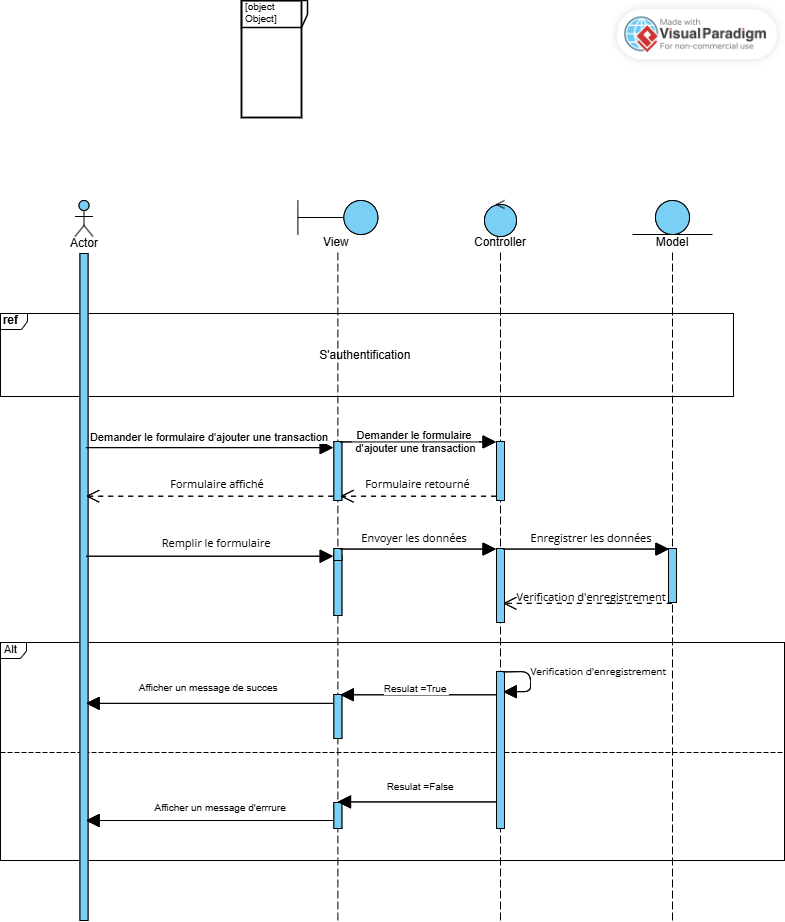 [object
Object]
Made with
Visual Paradigm
For non-commercial use
Actor
View
Controller
Model
ref
S'authentification
Demander le formulaire d'ajouter une transaction
Demander le formulaire
d'ajouter une transaction
Formulaire affiché
Formulaire retourné
Remplir le formulaire
Envoyer les données
Enregistrer les données
Verification d'enregistrement
Alt
Verification d'enregistrement
Afficher un message de succes
Resulat =True
Resulat =False
Afficher un message d'errrure